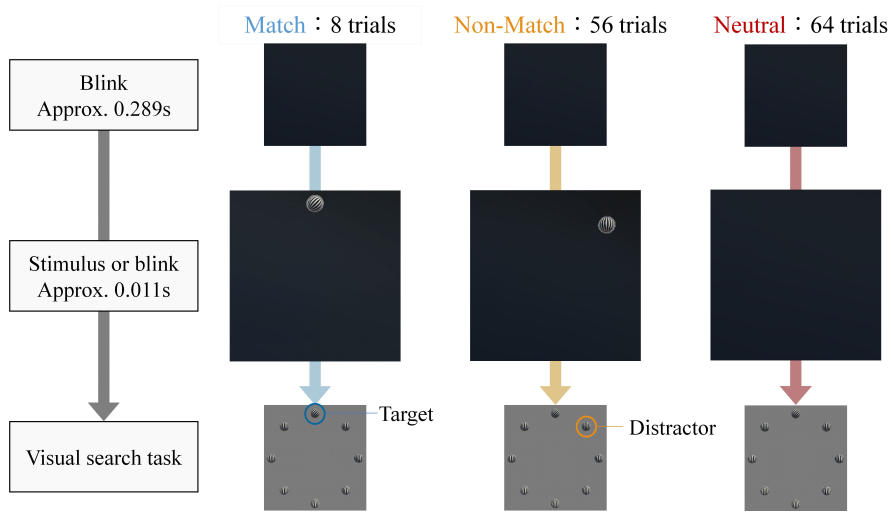 Match：8 trials
Non-Match：56 trials
Neutral：64 trials
Blink
Approx. 0.289s
Stimulus or blink
Approx. 0.011s
Target
Distractor
Visual search task